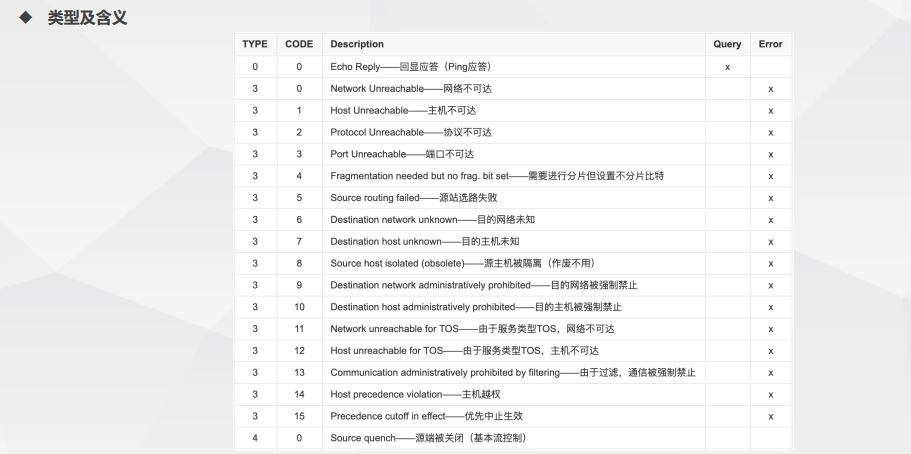 ◆ 类型及含义
TYPE CODE Description Query Error
0 0 Echo Reply——回显应答（Ping应答） x
3 0 Network Unreachable——网络不可达 x
3 1 Host Unreachable——主机不可达 x
3 2 Protocol Unreachable——协议不可达 x
3 3 Port Unreachable——端口不可达 x
3 4 Fragmentation needed but no frag. bit set——需要进行分片但设置不分片比特 x
3 5 Source routing failed——源站选路失败 x
3 6 Destination network unknown——目的网络未知 x
3 7 Destination host unknown——目的主机未知 x
3 8 Source host isolated (obsolete)——源主机被隔离（作废不用） x
3 9 Destination network administratively prohibited——目的网络被强制禁止 x
3 10 Destination host administratively prohibited——目的主机被强制禁止 x
3 11 Network unreachable for TOS——由于服务类型TOS，网络不可达 x
3 12 Host unreachable for TOS——由于服务类型TOS，主机不可达 x
3 13 Communication administratively prohibited by filtering——由于过滤，通信被强制禁止 x
3 14 Host precedence violation——主机越权 x
3 15 Precedence cutoff in effect——优先中止生效 x
4 0 Source quench——源端被关闭（基本流控制）